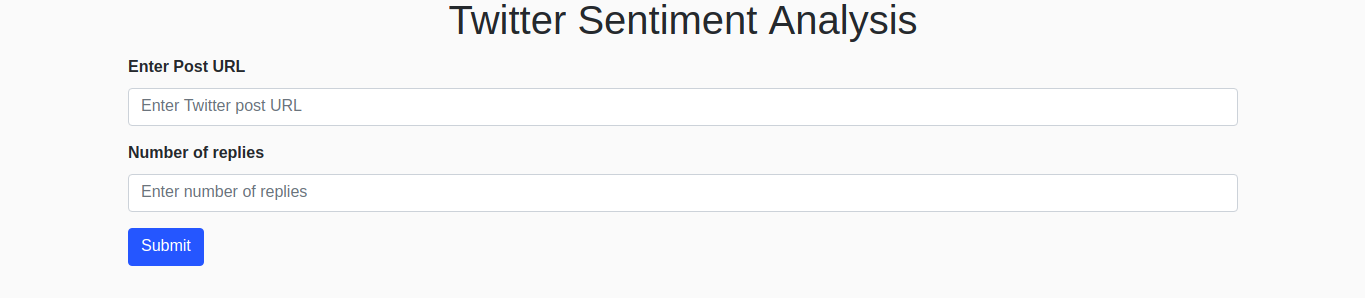 Twitter Sentiment Analysis
Enter Post URL
Enter Twitter post URL
Number of replies
Enter number of replies
Submit